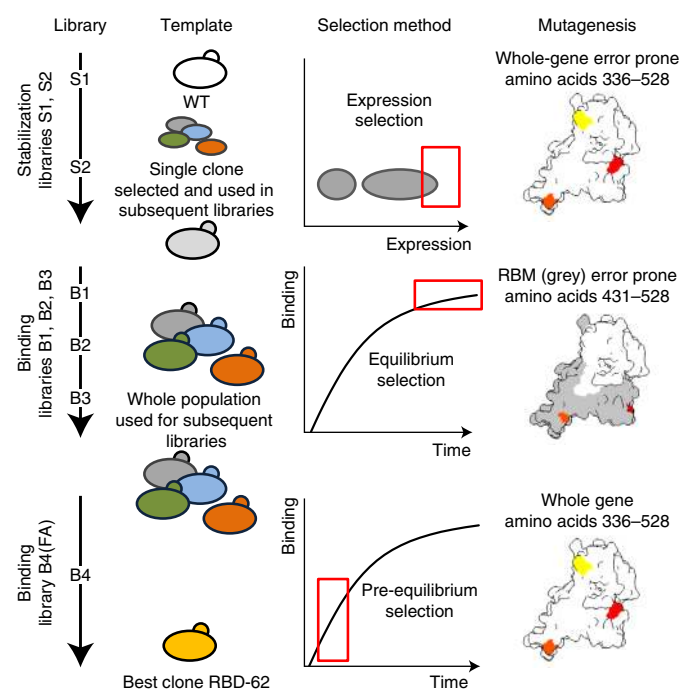 Library
Template
Selection method
Mutagenesis
Stabilization
libraries S1, S2
S1
S2
WT
Single clone
selected and used in
subsequent libraries
Expression
selection
Expression
Whole-gene error prone
amino acids 336–528
Binding
libraries B1, B2, B3
B1
B2
B3
Whole population
used for subsequent
libraries
Binding
Equilibrium
selection
Time
RBM (grey) error prone
amino acids 431–528
Binding
library B4(FA)
B4
Best clone RBD-62
Binding
Pre-equilibrium
selection
Time
Whole gene
amino acids 336–528